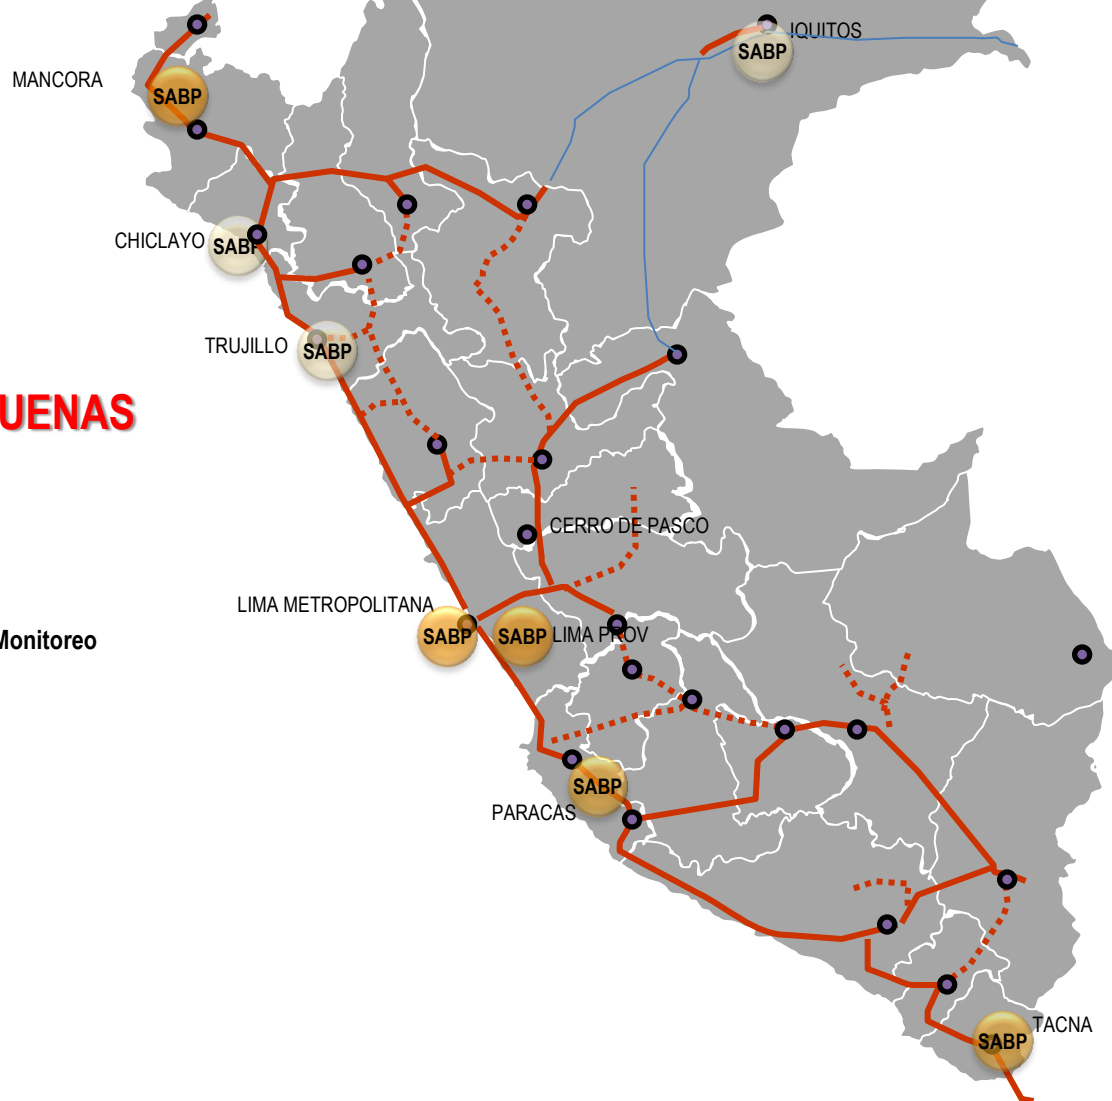 IQUITOS
SABP
MANCORA
SABP
CHICLAYO
SABP
TRUJILLO
SABP
UENAS
CERRO DE PASCO
LIMA METROPOLITANA
SABP
SABP
LIMA PROV
Monitoreo
SABP
PARACAS
TACNA
SABP